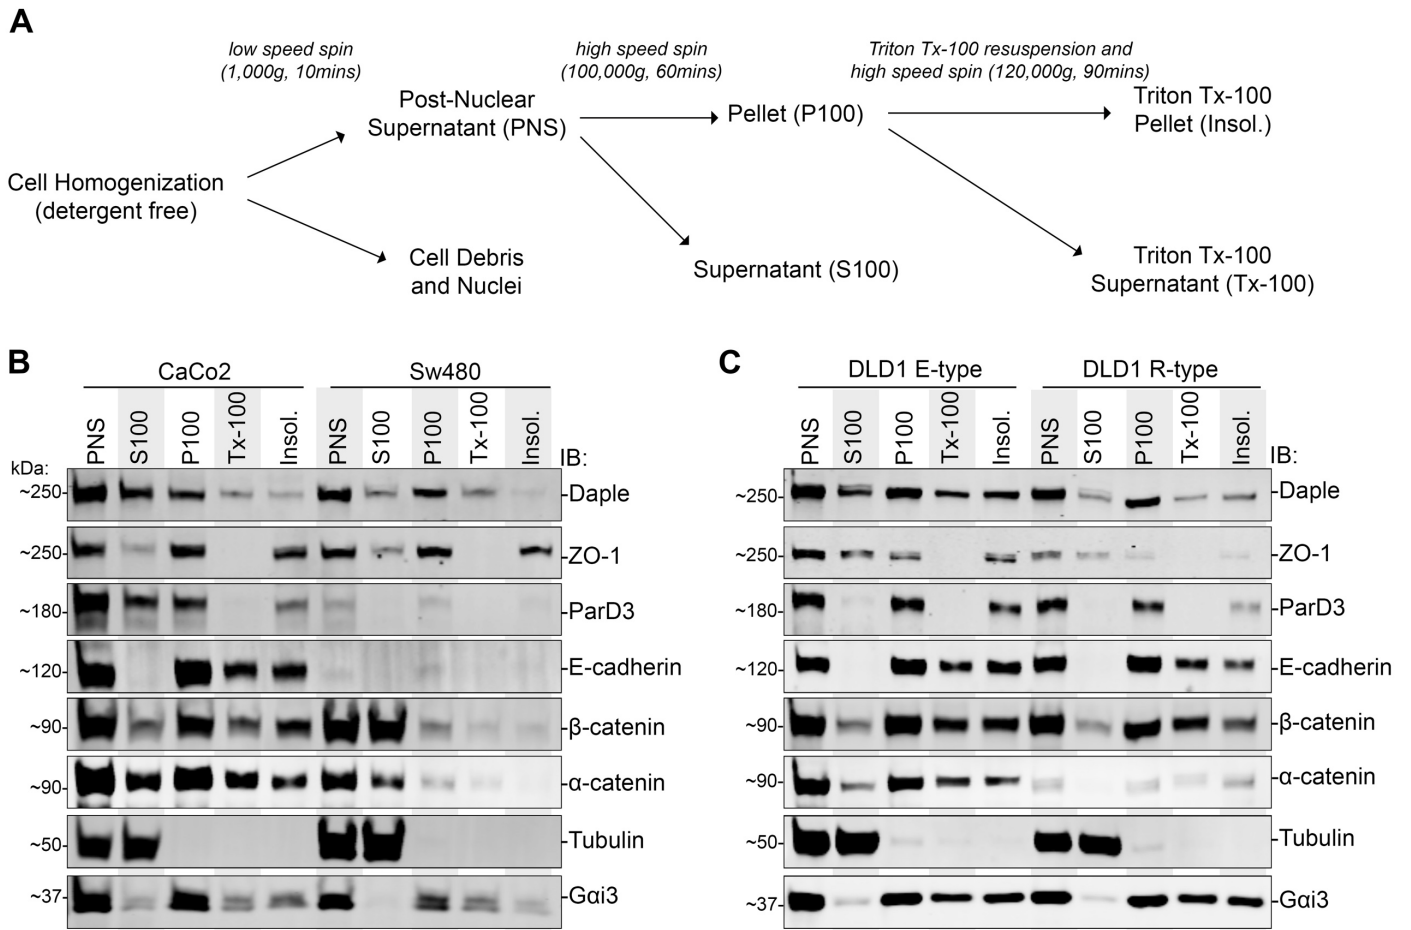 A
low speed spin
(1,000g, 10mins)
high speed spin
(100,000g, 60mins)
Triton Tx-100 resuspension and
high speed spin (120,000g, 90mins)
Cell Homogenization
(detergent free)
Post-Nuclear
Supernatant (PNS)
Cell Debris
and Nuclei
Pellet (P100)
Supernatant (S100)
Triton Tx-100
Pellet (Insol.)
Triton Tx-100
Supernatant (Tx-100)
B
CaCo2
Sw480
PNS
S100
P100
Tx-100
Insol.
PNS
S100
P100
Tx-100
Insol.
kDa:
IB:
~250
Daple
~250
ZO-1
~180
ParD3
~120
E-cadherin
~90
β-catenin
~90
α-catenin
~50
Tubulin
~37
Gαi3
C
DLD1 E-type
DLD1 R-type
PNS
S100
P100
Tx-100
Insol.
PNS
S100
P100
Tx-100
Insol.
IB:
~250
Daple
~250
ZO-1
~180
ParD3
~120
E-cadherin
~90
β-catenin
~90
α-catenin
~50
Tubulin
~37
Gαi3